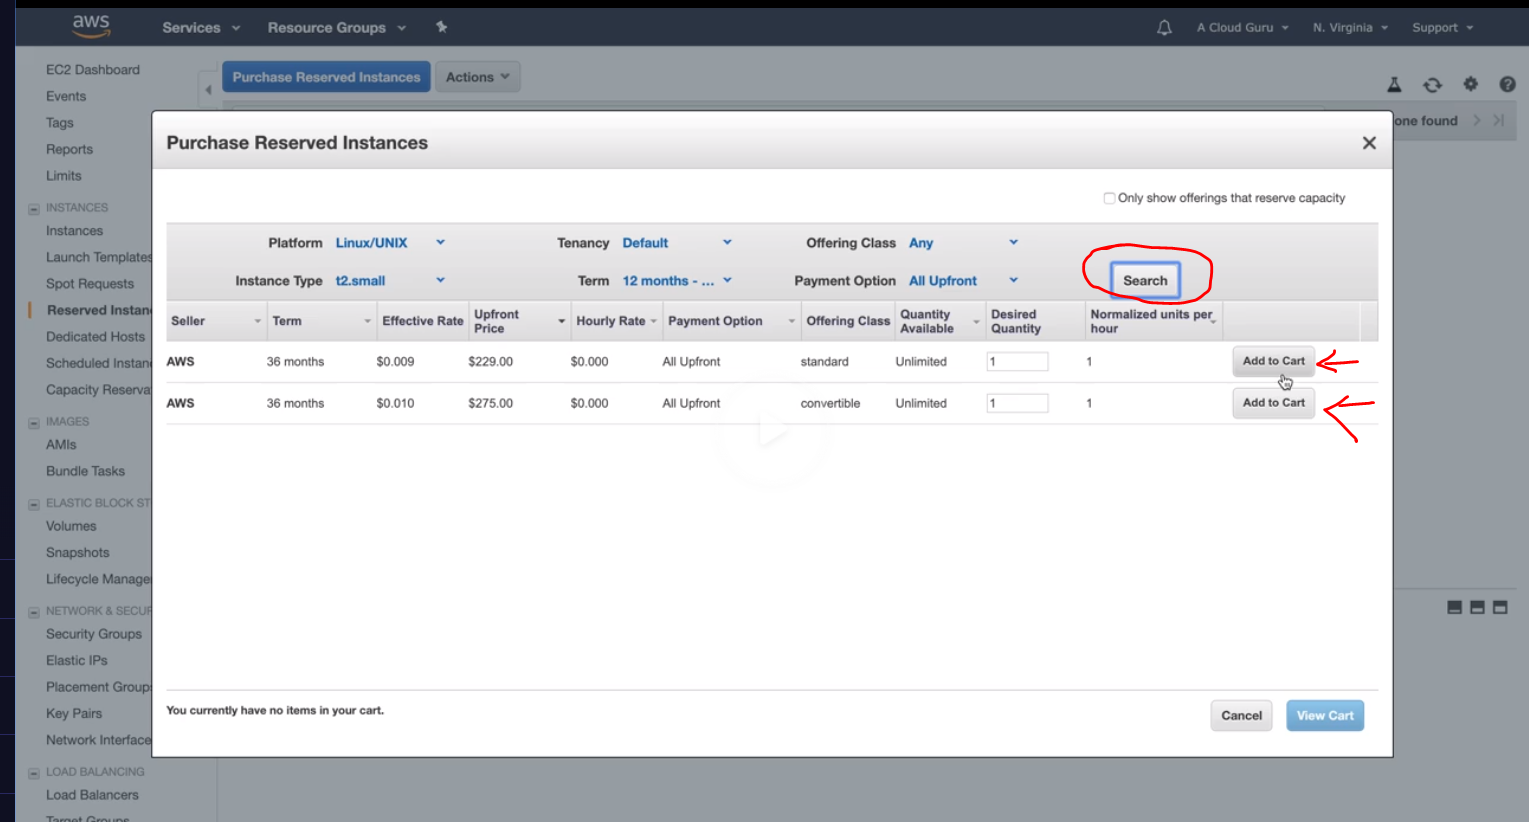 aws
Services
Resource Groups
A Cloud Guru
N. Virginia
Support
EC2 Dashboard
Events
Tags
Reports
Limits
INSTANCES
Instances
Launch Templates
Spot Requests
Reserved Instan
Dedicated Hosts
Scheduled Instan
Capacity Reserva
IMAGES
AMIs
Bundle Tasks
ELASTIC BLOCK ST
Volumes
Snapshots
Lifecycle Manage
NETWORK & SECUR
Security Groups
Elastic IPs
Placement Group
Key Pairs
Network Interface
LOAD BALANCING
Load Balancers
Target Groups
Purchase Reserved Instances
Actions
one found
Purchase Reserved Instances
Only show offerings that reserve capacity
Platform Linux/UNIX Tenancy Default Offering Class Any
Instance Type t2.small Term 12 months - ... Payment Option All Upfront Search
Seller Term Effective Rate Upfront Price Hourly Rate Payment Option Offering Class Quantity Available Desired Quantity Normalized units per hour
AWS 36 months $0.009 $229.00 $0.000 All Upfront standard Unlimited 1 1 Add to Cart
AWS 36 months $0.010 $275.00 $0.000 All Upfront convertible Unlimited 1 1 Add to Cart
You currently have no items in your cart.
Cancel
View Cart